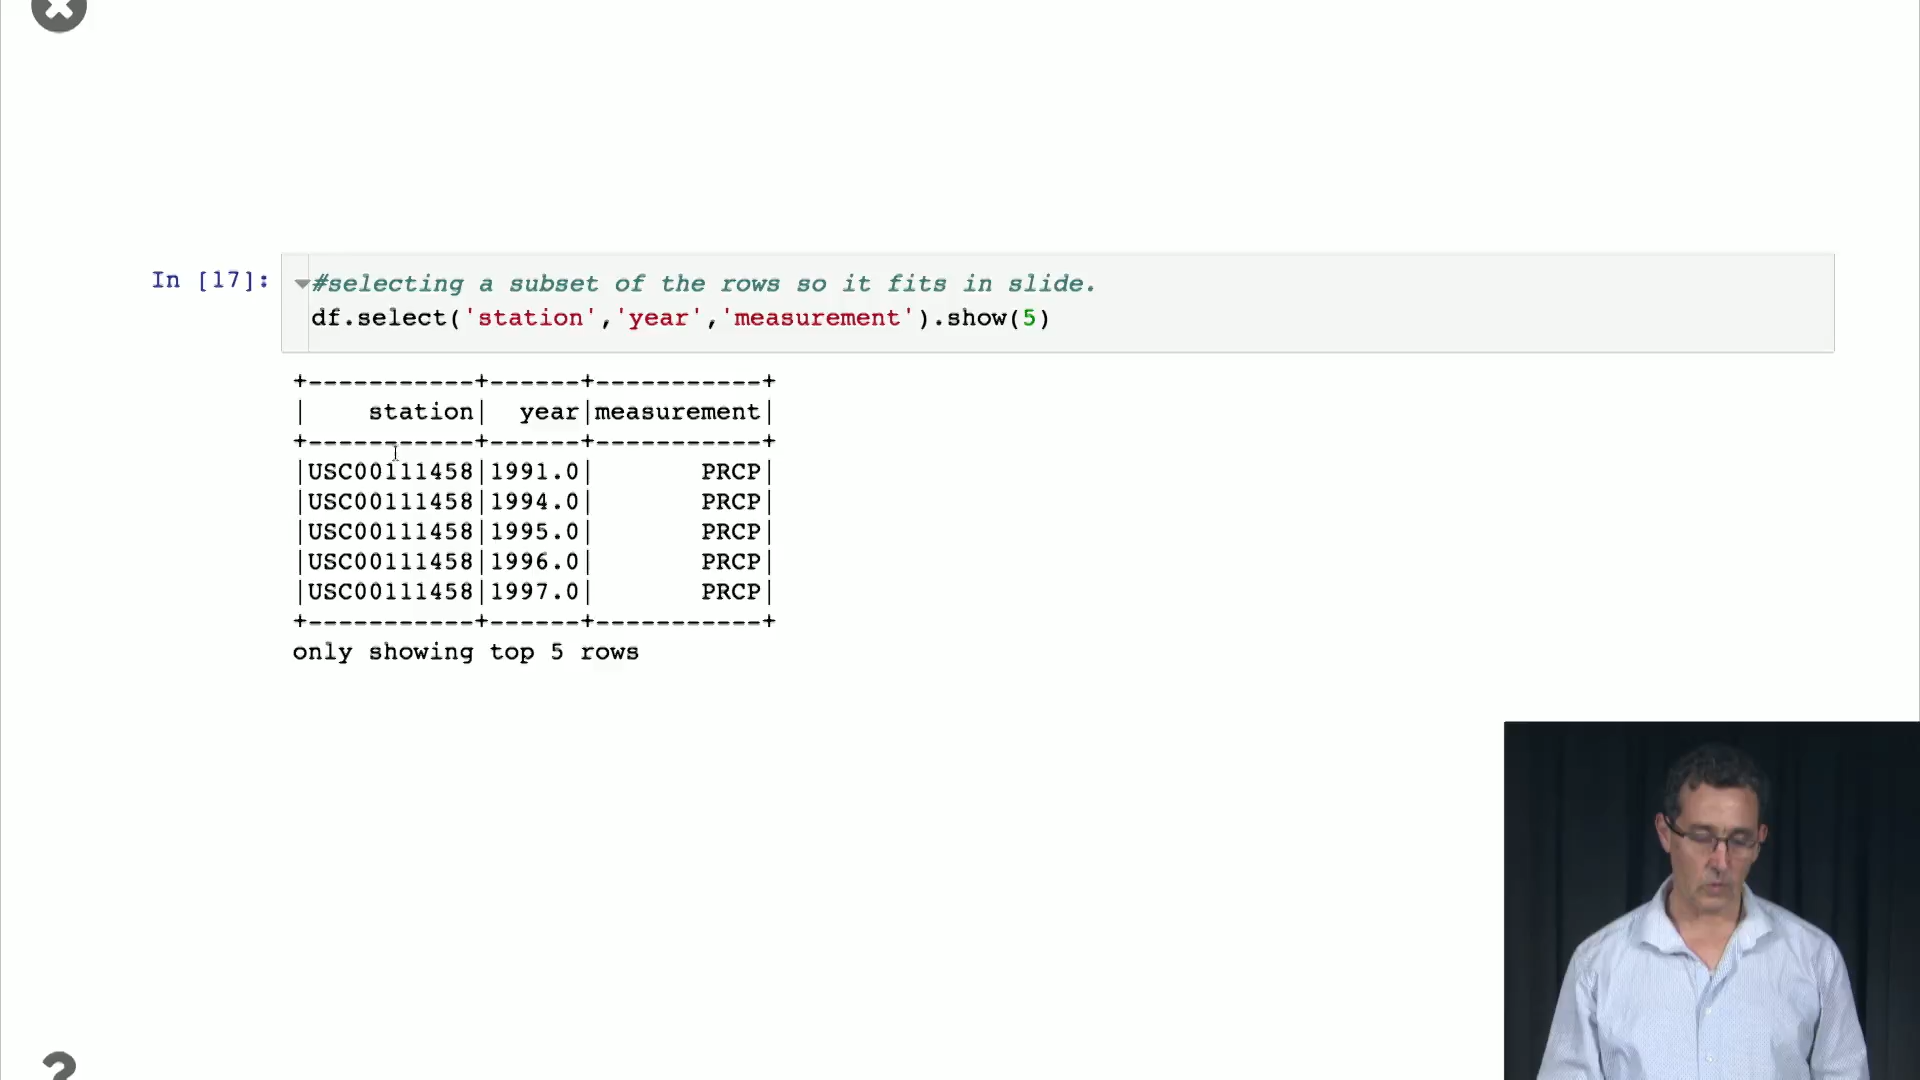 In [17]:
#selecting a subset of the rows so it fits in slide.
df.select('station','year','measurement').show(5)
+-----------+------+-----------+
|    station|  year|measurement|
+-----------+------+-----------+
|USC00111458|1991.0|       PRCP|
|USC00111458|1994.0|       PRCP|
|USC00111458|1995.0|       PRCP|
|USC00111458|1996.0|       PRCP|
|USC00111458|1997.0|       PRCP|
+-----------+------+-----------+
only showing top 5 rows
?